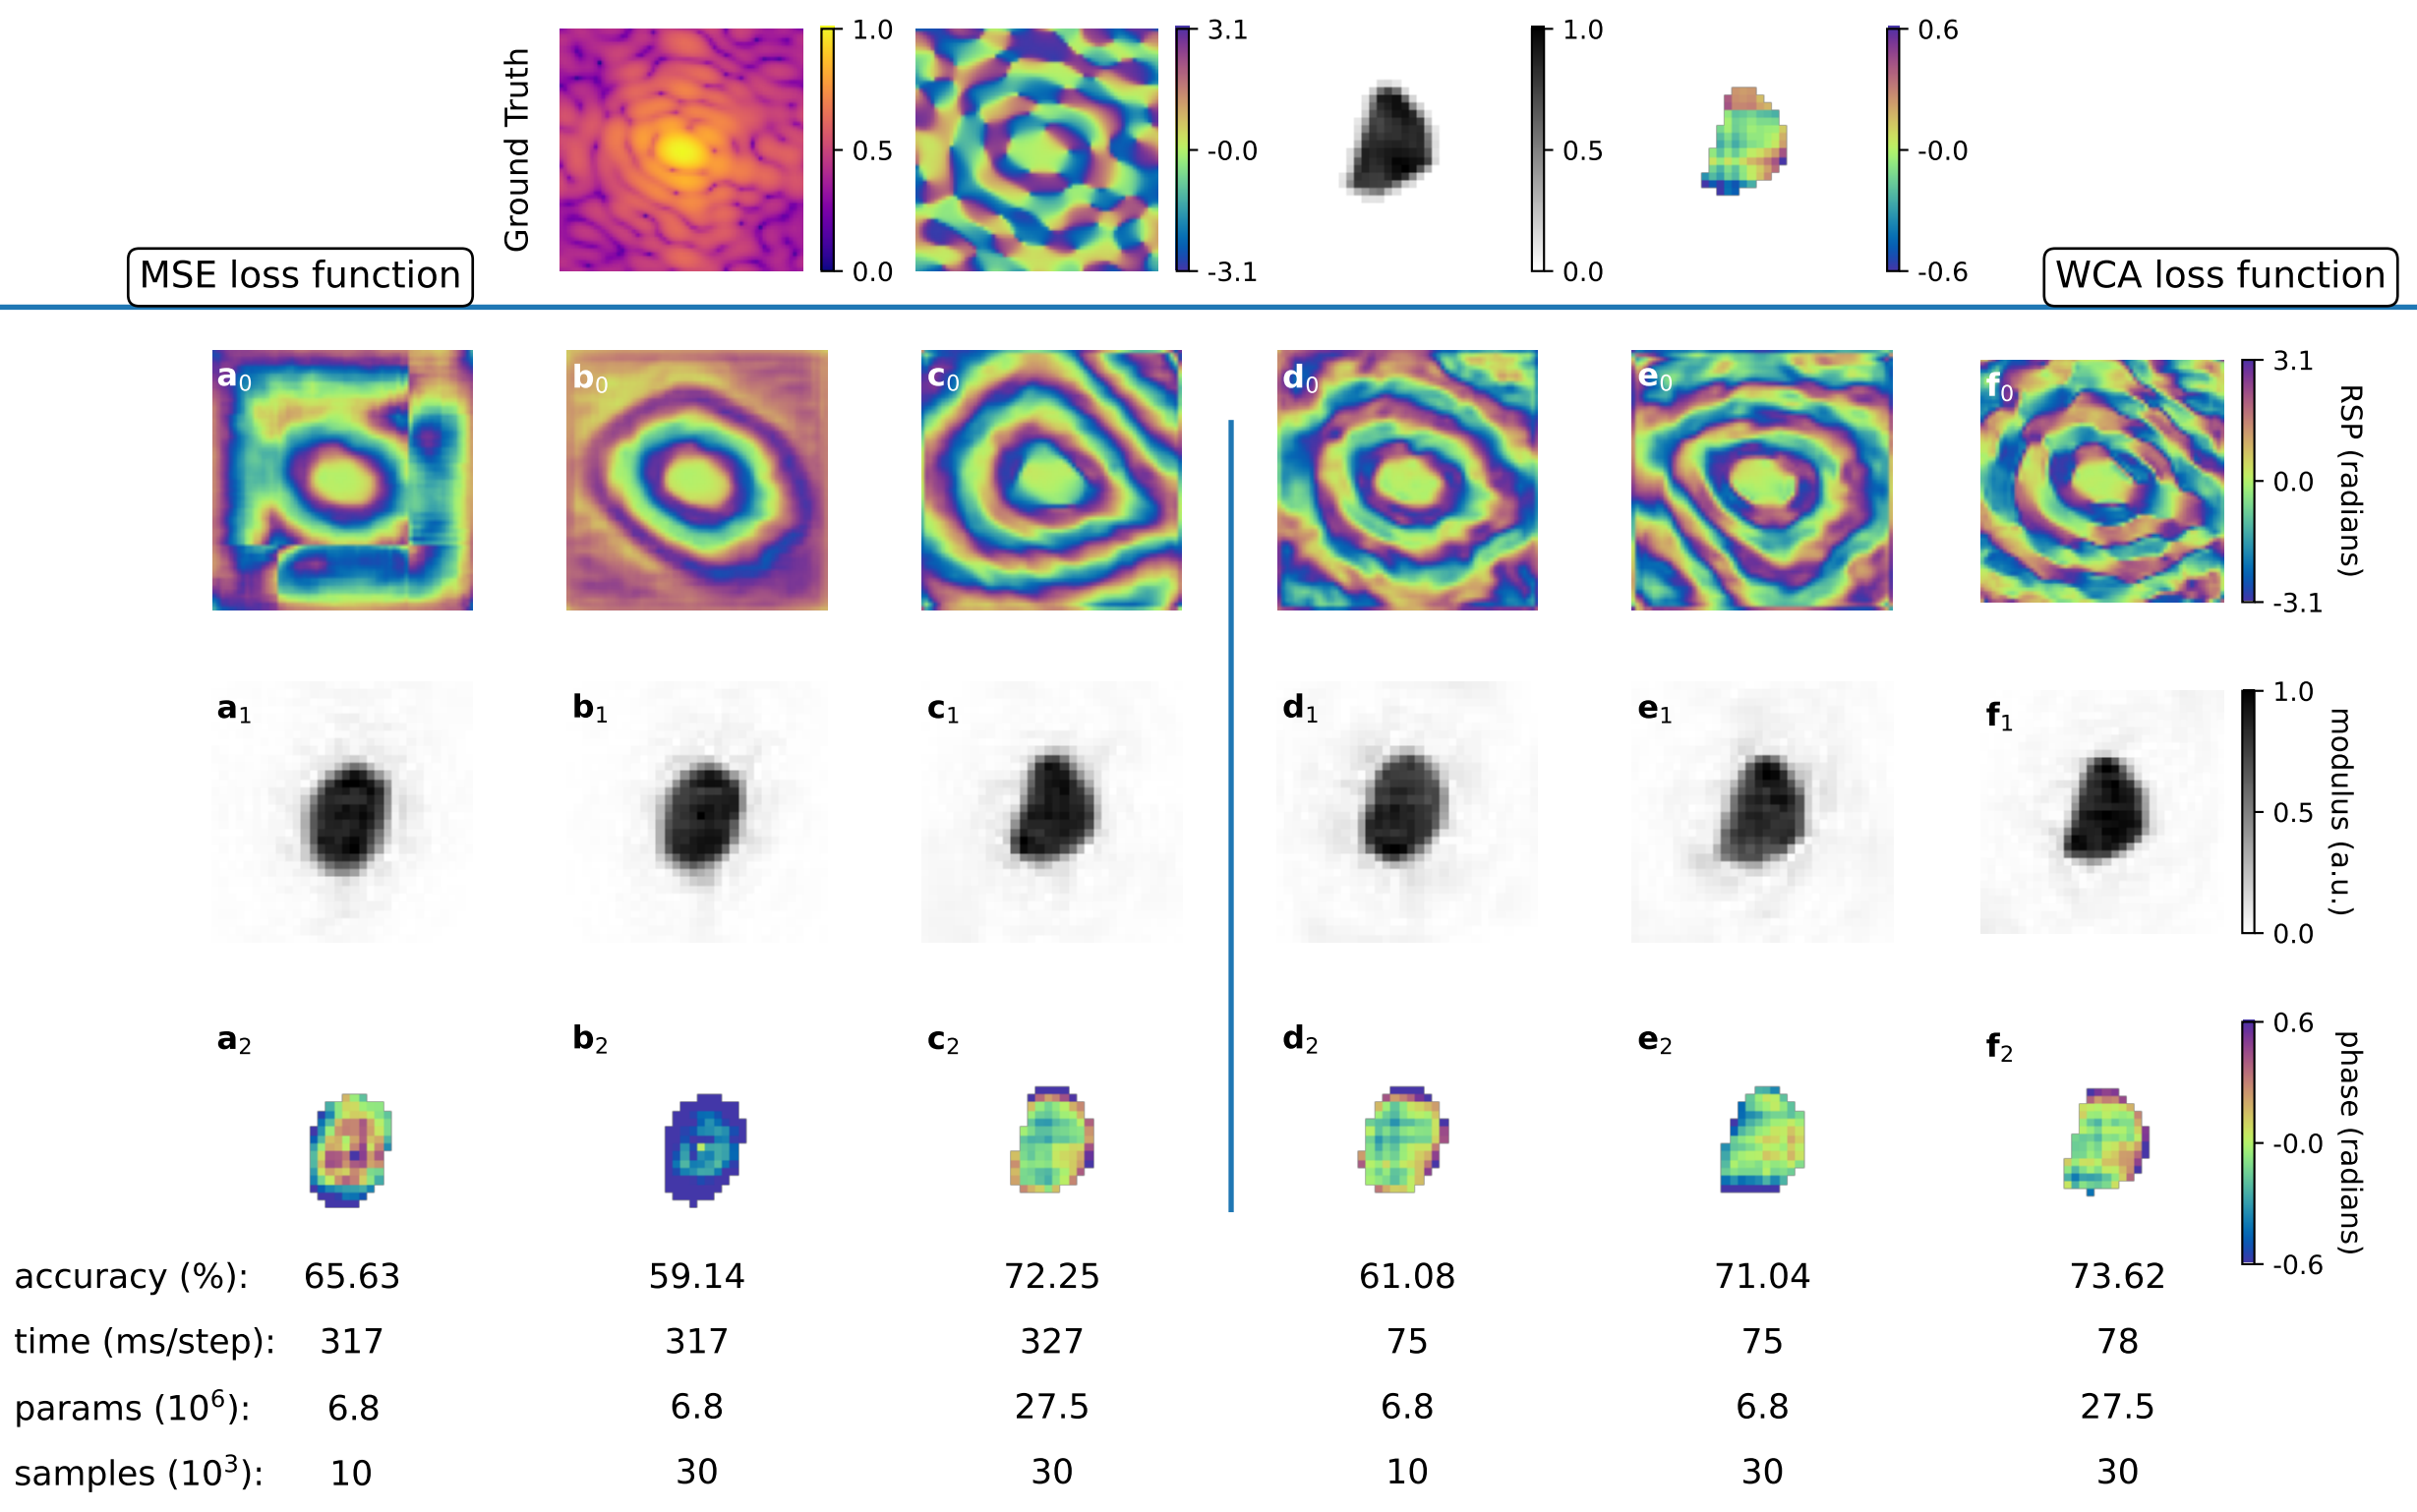 Ground Truth
1.0
0.5
0.0
3.1
-0.0
-3.1
1.0
0.5
0.0
0.6
-0.0
-0.6
MSE loss function
WCA loss function
a0
b0
c0
d0
e0
f0
3.1
0.0
-3.1
RSP (radians)
a1
b1
c1
d1
e1
f1
1.0
0.5
0.0
modulus (a.u.)
a2
b2
c2
d2
e2
f2
0.6
-0.0
-0.6
phase (radians)
accuracy (%): 65.63 59.14 72.25 61.08 71.04 73.62
time (ms/step): 317 317 327 75 75 78
params (10^6): 6.8 6.8 27.5 6.8 6.8 27.5
samples (10^3): 10 30 30 10 30 30